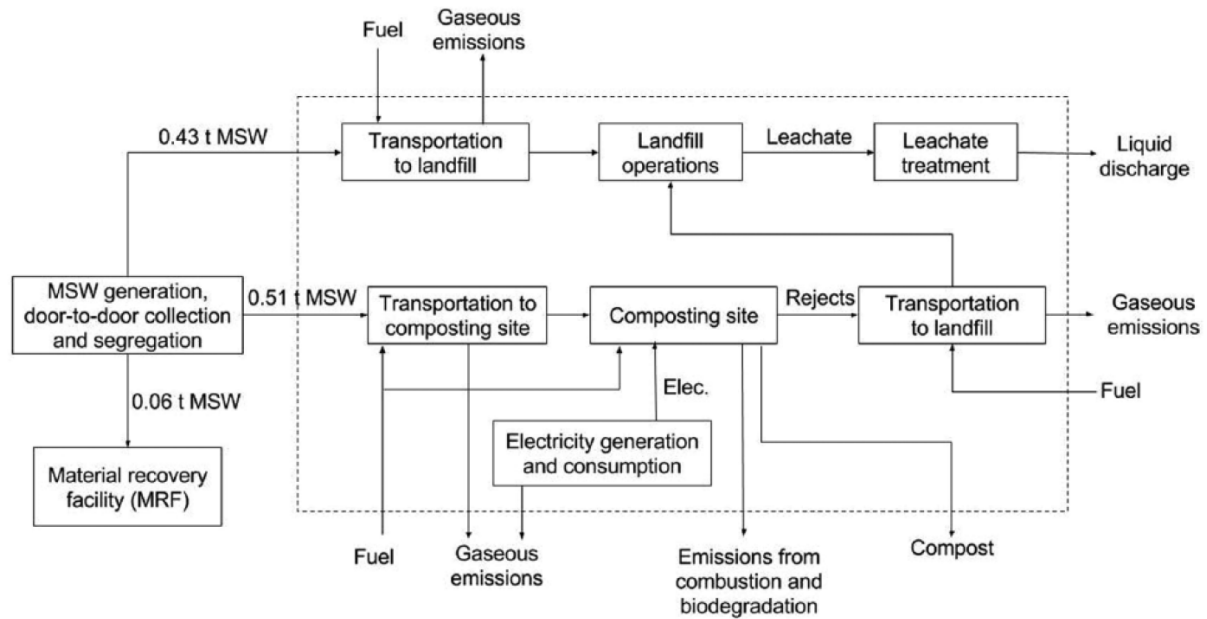 Fuel
Gaseous
emissions
0.43 t MSW
Transportation
to landfill
Landfill
operations
Leachate
Leachate
treatment
Liquid
discharge
MSW generation,
door-to-door collection
and segregation
0.51 t MSW
Transportation to
composting site
Composting site
Rejects
Transportation
to landfill
Gaseous
emissions
0.06 t MSW
Elec.
Fuel
Material recovery
facility (MRF)
Electricity generation
and consumption
Fuel
Gaseous
emissions
Emissions from
combustion and
biodegradation
Compost